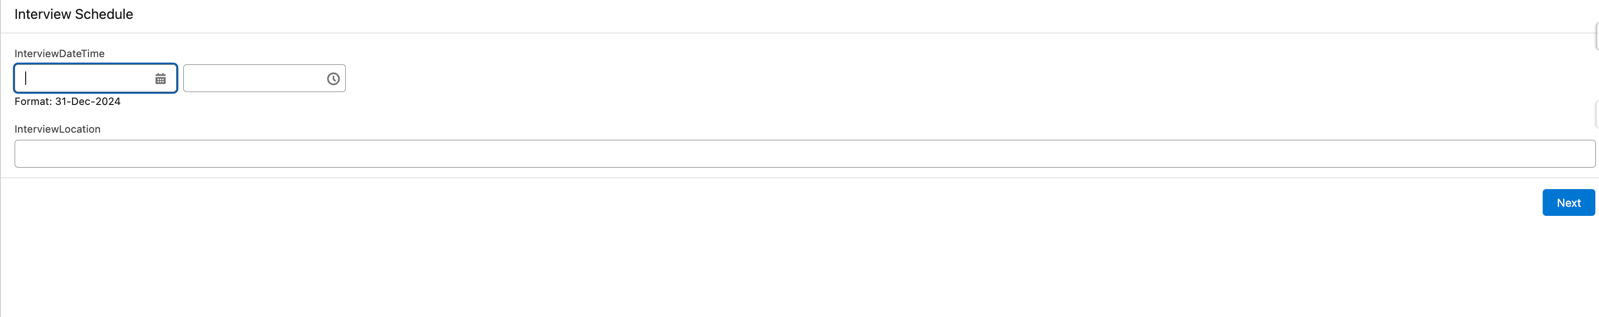 Interview Schedule
InterviewDateTime
Format: 31-Dec-2024
InterviewLocation
Next